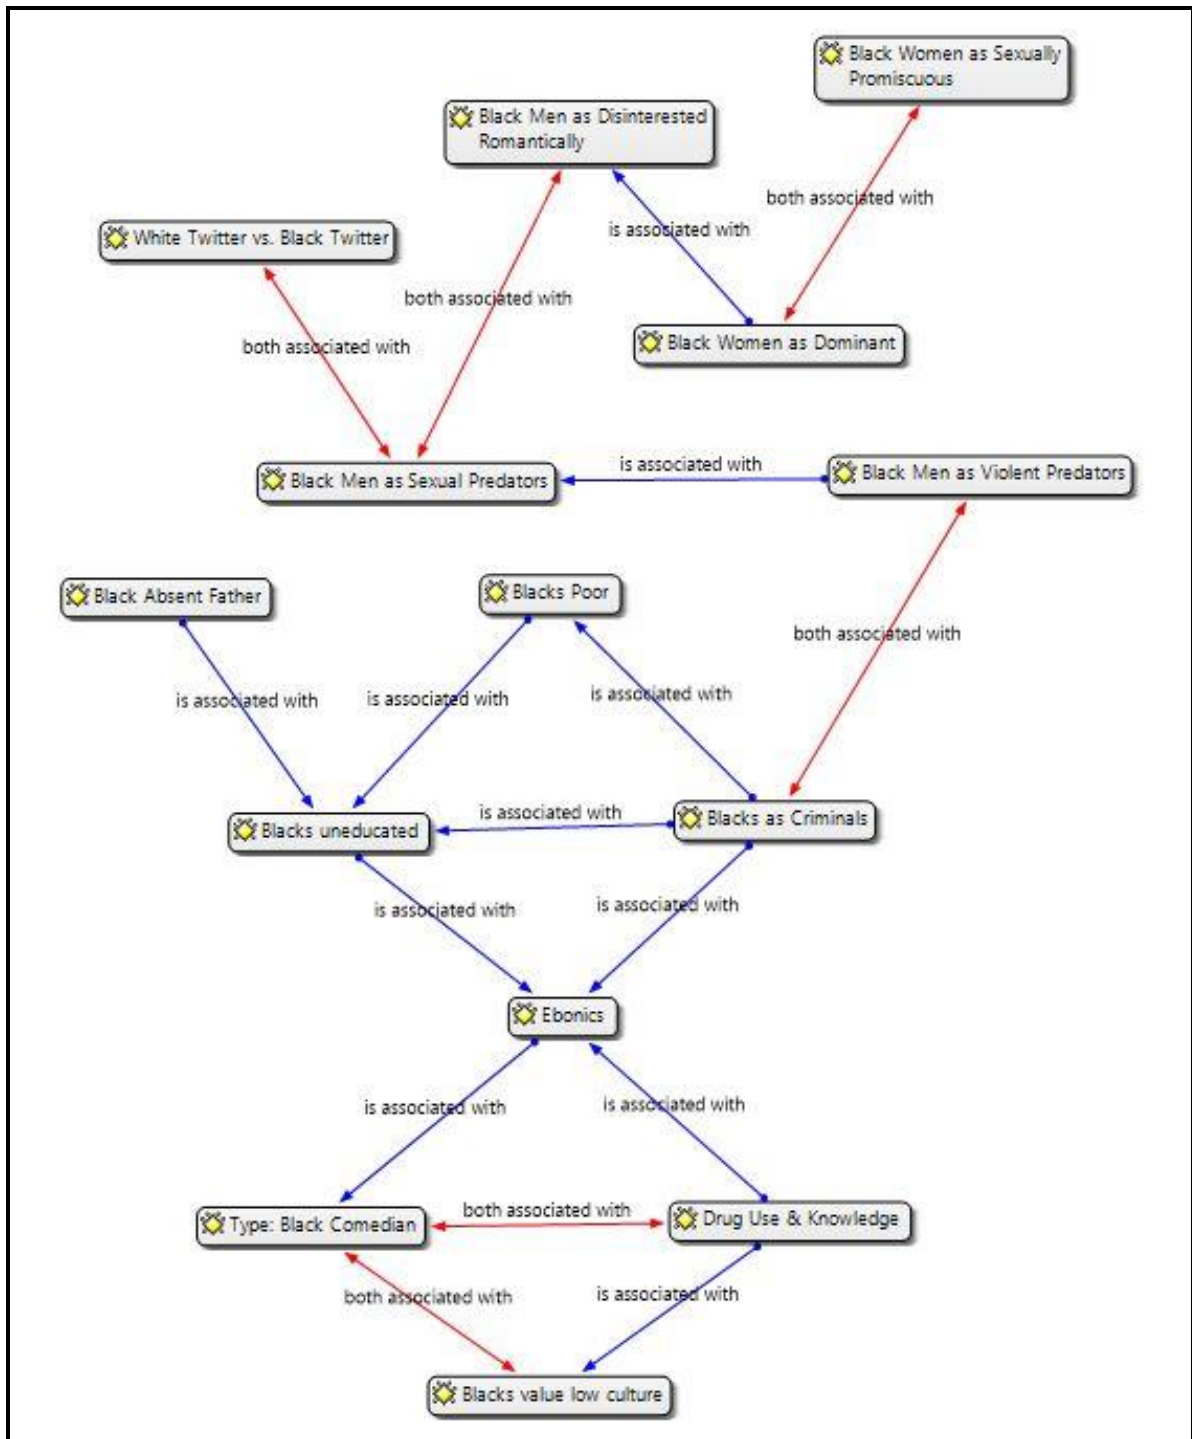 Black Women as Sexually
Promiscuous
Black Men as Disinterested
Romantically
both associated with
is associated with
White Twitter vs. Black Twitter
both associated with
both associated with
Black Women as Dominant
Black Men as Sexual Predators
is associated with
Black Men as Violent Predators
Black Absent Father
Blacks Poor
both associated with
is associated with
is associated with
is associated with
Blacks uneducated
is associated with
Blacks as Criminals
is associated with
is associated with
Ebonics
is associated with
is associated with
Type: Black Comedian
both associated with
Drug Use & Knowledge
both associated with
is associated with
Blacks value low culture